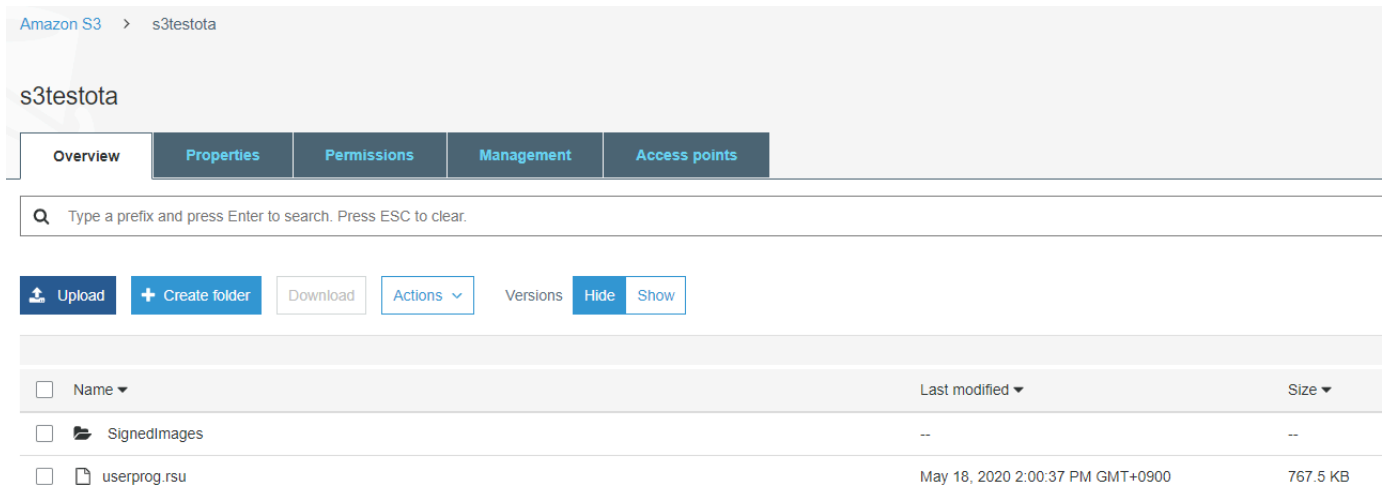 Amazon S3 > s3testota
s3testota
Overview Properties Permissions Management Access points
Type a prefix and press Enter to search. Press ESC to clear.
Upload + Create folder Download Actions Versions Hide Show
Name Last modified Size
SignedImages -- --
userprog.rsu May 18, 2020 2:00:37 PM GMT+0900 767.5 KB